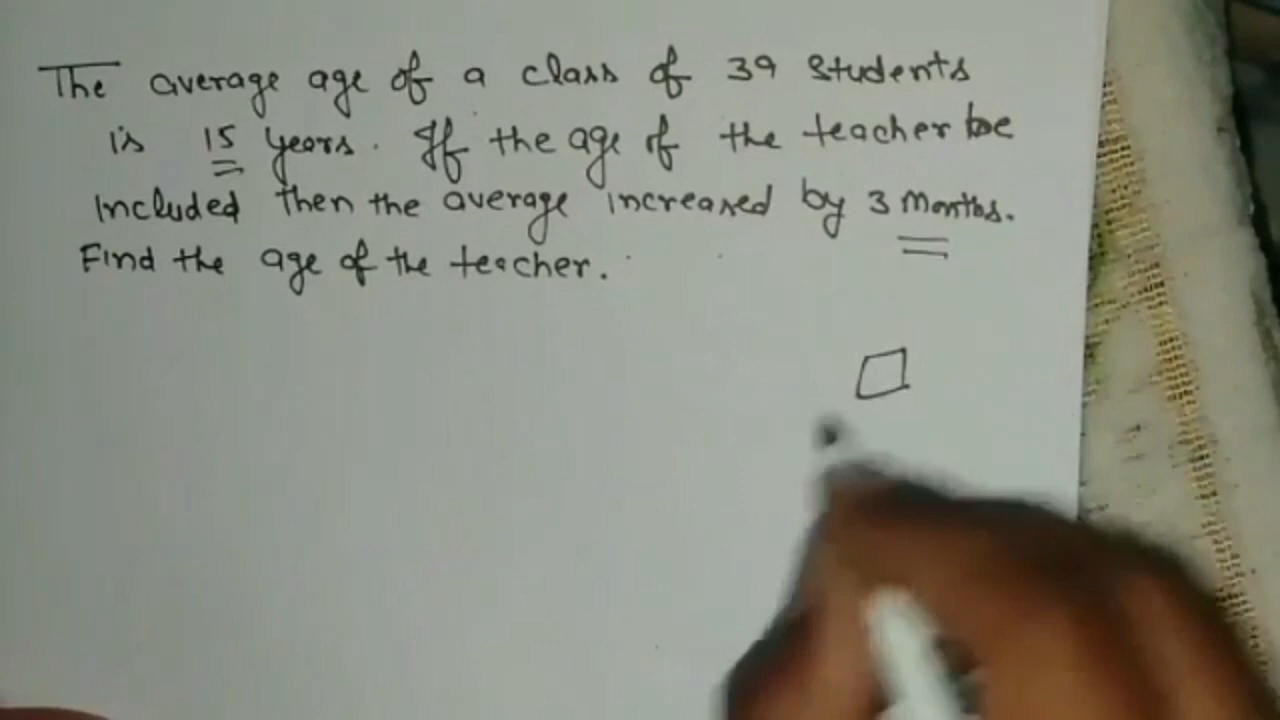 The average age of a class of 39 students
is 15 years. If the age of the teacher be
included then the average increased by 3 months.
Find the age of the teacher.